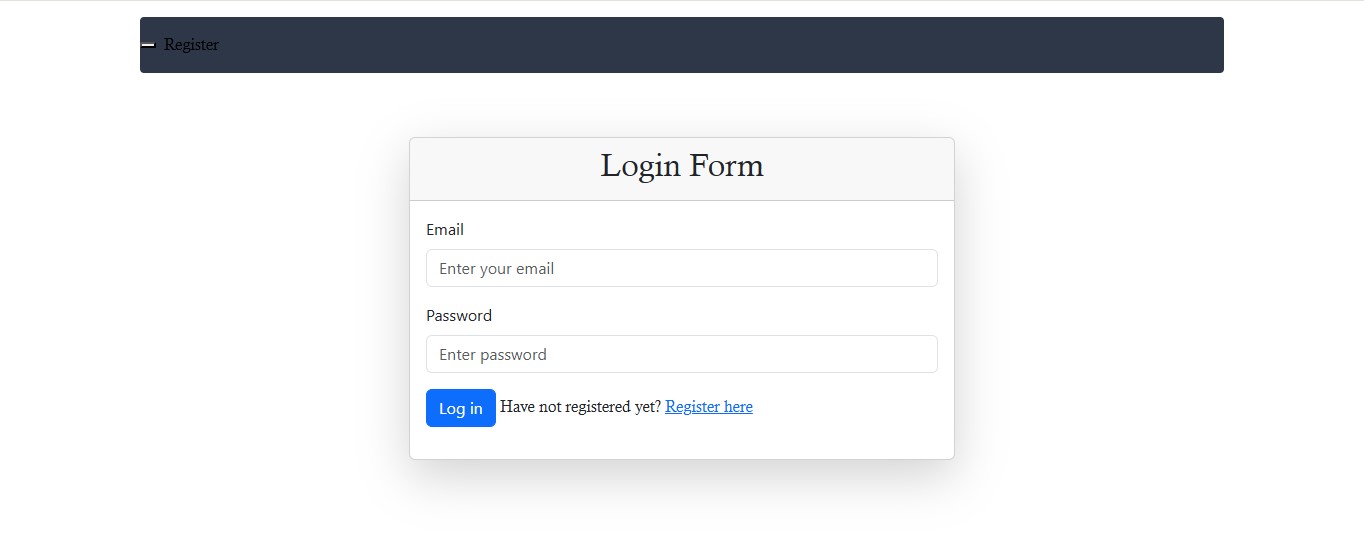 Register
Login Form
Email
Enter your email
Password
Enter password
Log in Have not registered yet? Register here